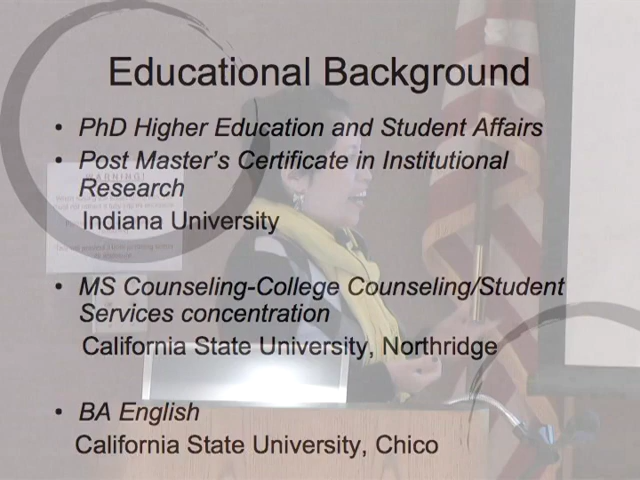 Educational Background
• PhD Higher Education and Student Affairs
• Post Master's Certificate in Institutional
Research
Indiana University
• MS Counseling-College Counseling/Student
Services concentration
California State University, Northridge
• BA English
California State University, Chico
WARNING!